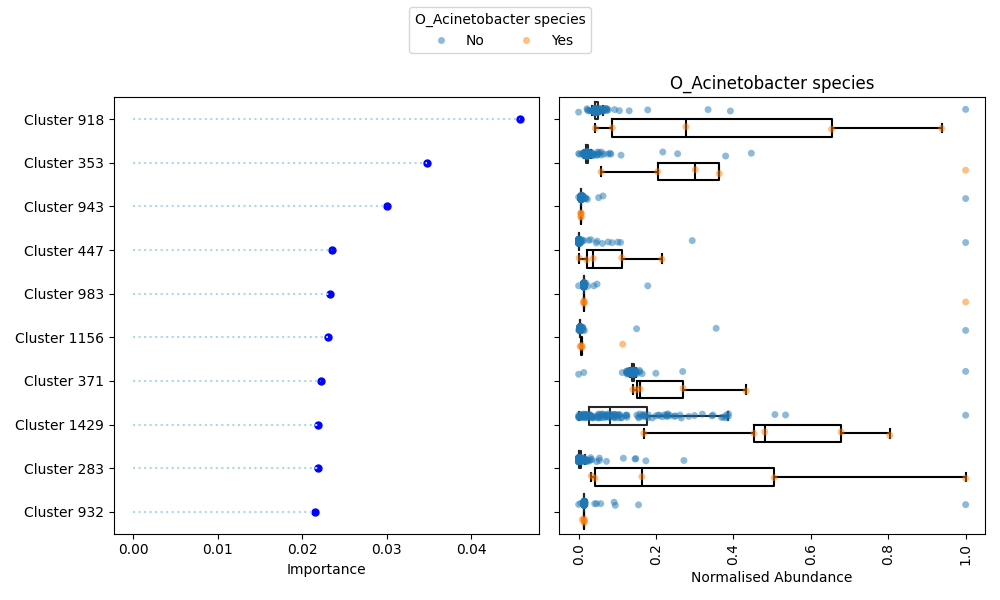 O_Acinetobacter species
No Yes
O_Acinetobacter species
Cluster 918
Cluster 353
Cluster 943
Cluster 447
Cluster 983
Cluster 1156
Cluster 371
Cluster 1429
Cluster 283
Cluster 932
0.00 0.01 0.02 0.03 0.04
Importance
0.0 0.2 0.4 0.6 0.8 1.0
Normalised Abundance